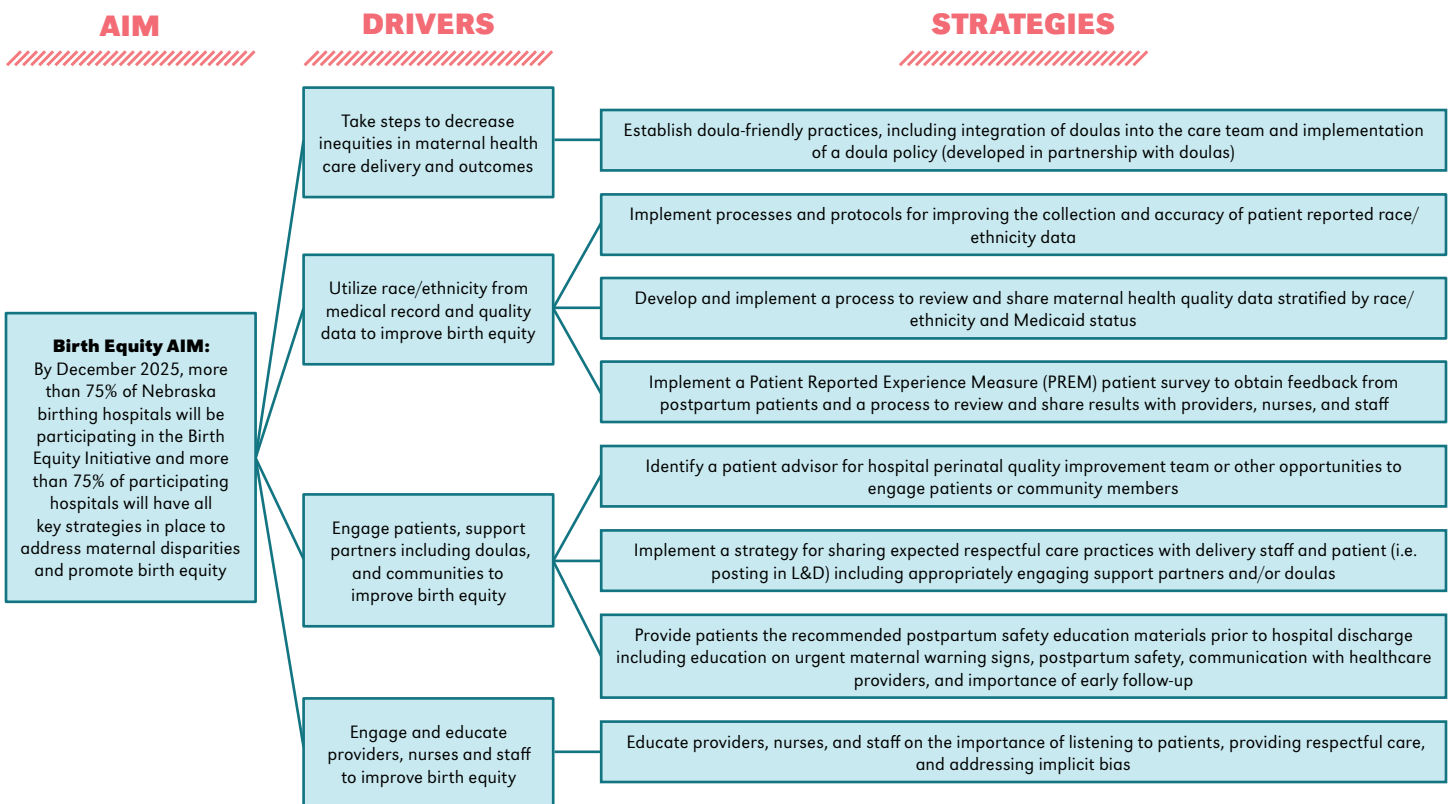 AIM
DRIVERS
STRATEGIES
Birth Equity AIM:
By December 2025, more
than 75% of Nebraska
birthing hospitals will be
participating in the Birth
Equity Initiative and more
than 75% of participating
hospitals will have all
key strategies in place to
address maternal disparities
and promote birth equity
Take steps to decrease
inequities in maternal health
care delivery and outcomes
Establish doula-friendly practices, including integration of doulas into the care team and implementation
of a doula policy (developed in partnership with doulas)
Utilize race/ethnicity from
medical record and quality
data to improve birth equity
Implement processes and protocols for improving the collection and accuracy of patient reported race/
ethnicity data
Develop and implement a process to review and share maternal health quality data stratified by race/
ethnicity and Medicaid status
Implement a Patient Reported Experience Measure (PREM) patient survey to obtain feedback from
postpartum patients and a process to review and share results with providers, nurses, and staff
Engage patients, support
partners including doulas,
and communities to
improve birth equity
Identify a patient advisor for hospital perinatal quality improvement team or other opportunities to
engage patients or community members
Implement a strategy for sharing expected respectful care practices with delivery staff and patient (i.e.
posting in L&D) including appropriately engaging support partners and/or doulas
Provide patients the recommended postpartum safety education materials prior to hospital discharge
including education on urgent maternal warning signs, postpartum safety, communication with healthcare
providers, and importance of early follow-up
Engage and educate
providers, nurses and staff
to improve birth equity
Educate providers, nurses, and staff on the importance of listening to patients, providing respectful care,
and addressing implicit bias